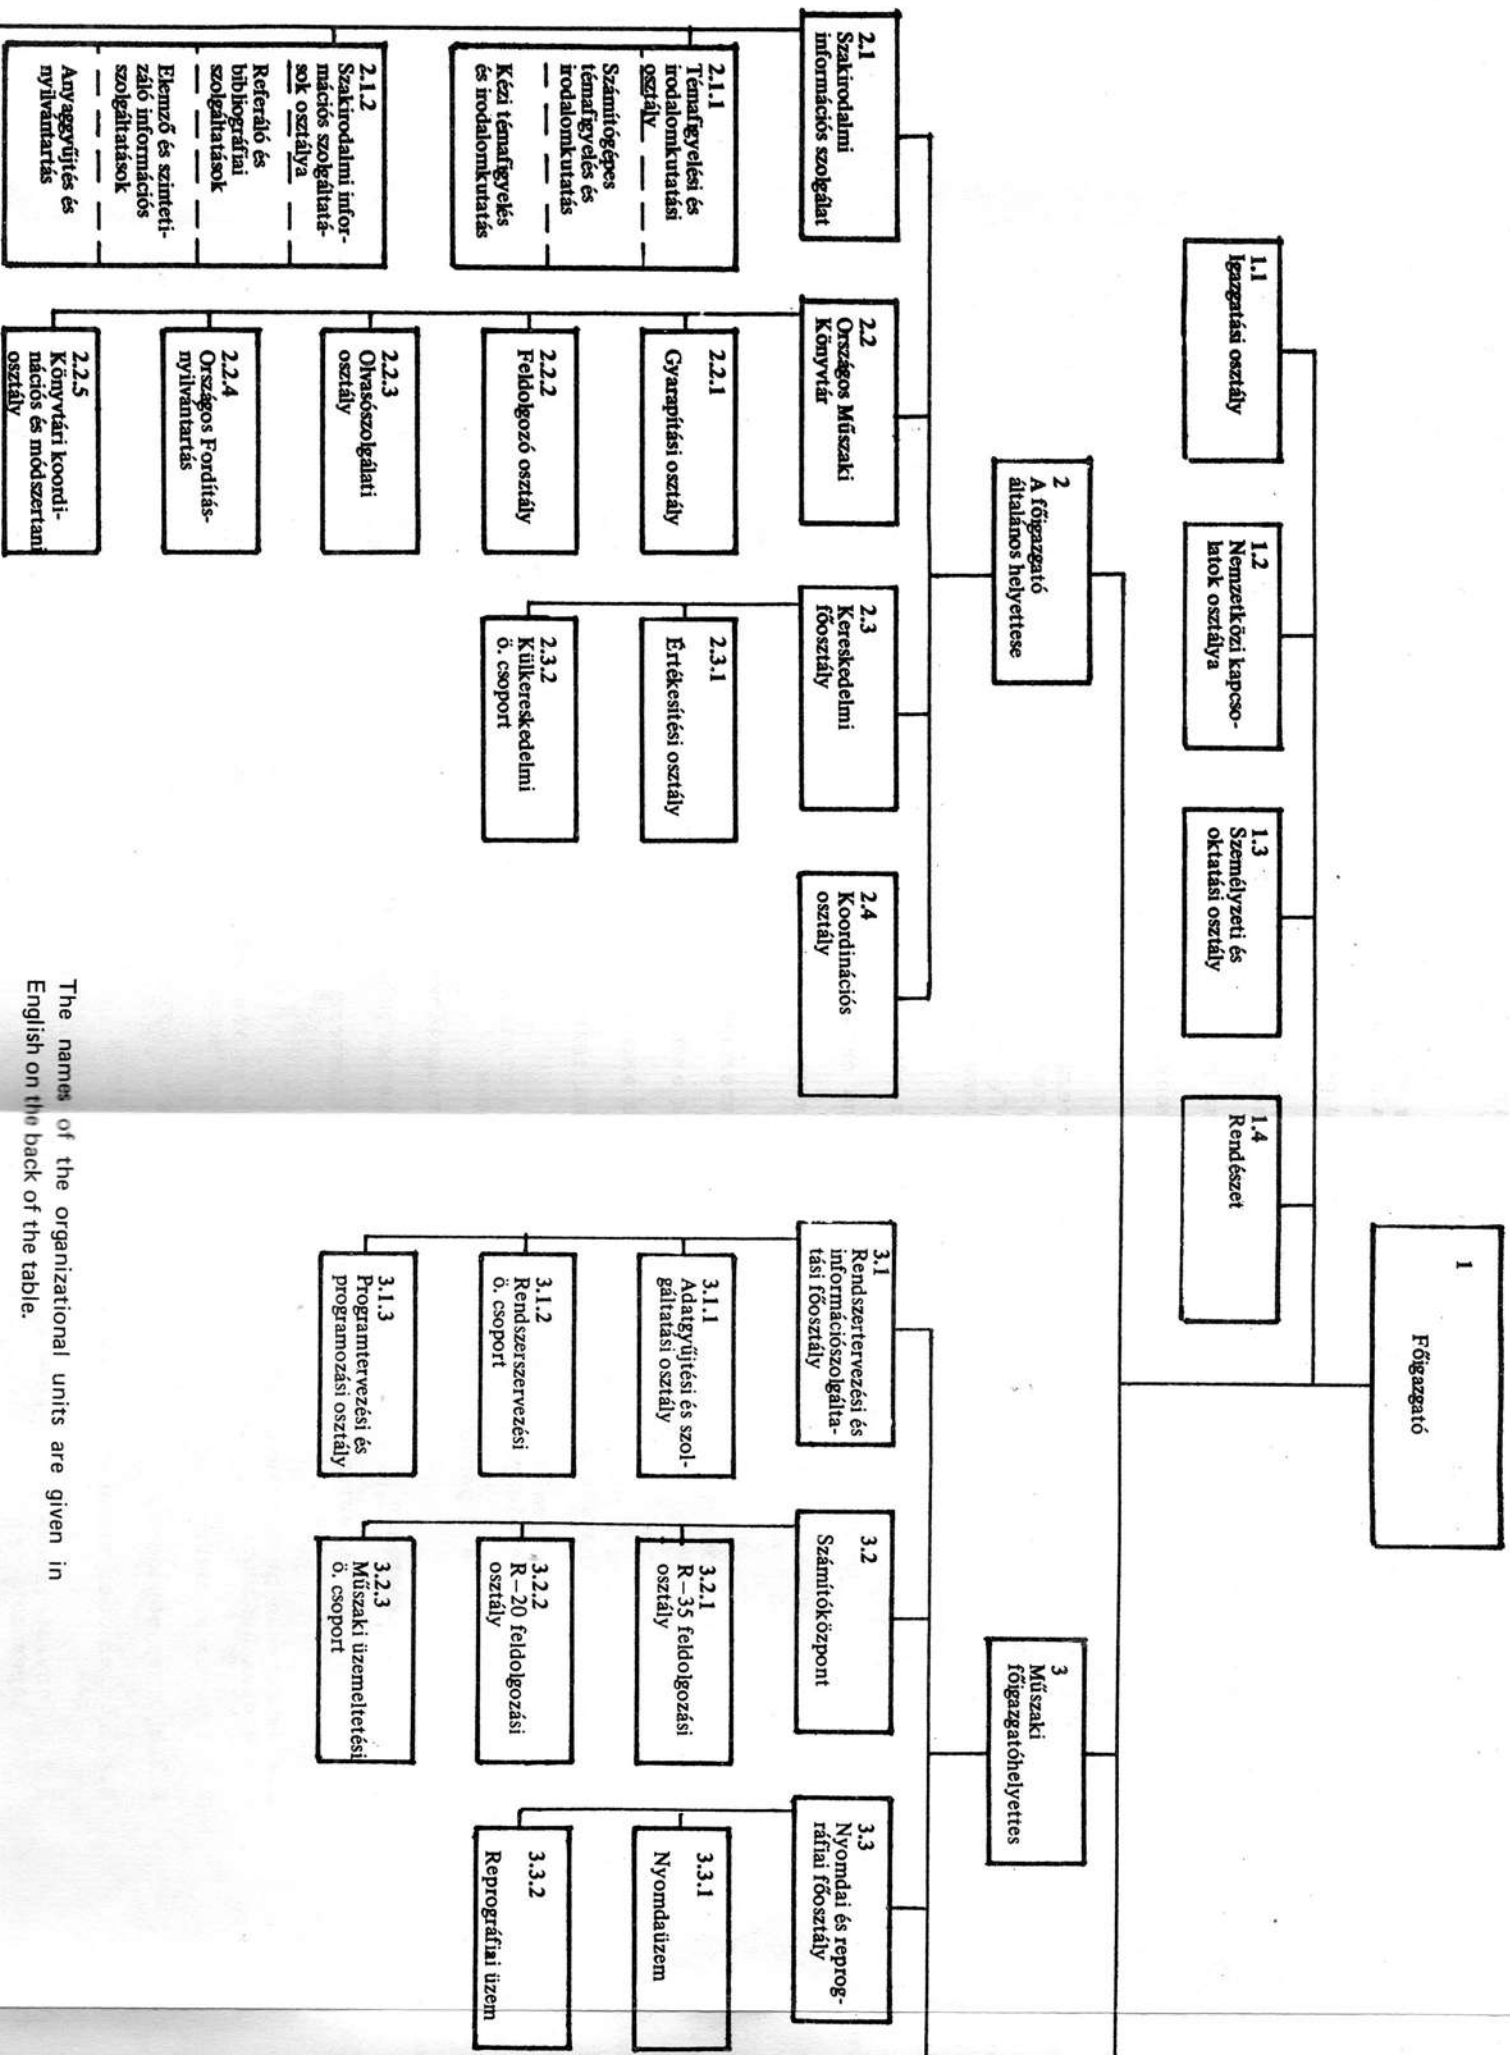 1
Főigazgató
1.1
Igazgatási osztály
1.2
Nemzetközi kapcso-
latok osztálya
1.3
Személyzeti és
oktatási osztály
1.4
Rendészet
2
A főigazgató
általános helyettese
3
Műszaki
főigazgatóhelyettes
2.1
Szakirodalmi
információs szolgálat
2.2
Országos Műszaki
Könyvtár
2.3
Kereskedelmi
főosztály
2.4
Koordinációs
osztály
3.1
Rendszertervezési és
információszolgálta-
tási főosztály
3.2
Számítóközpont
3.3
Nyomdai és reprog-
ráfiai főosztály
2.1.1
Témafigyelési és
irodalomkutatási
osztály
Számítógépes
témafigyelés és
irodalomkutatás
Kézi témafigyelés
és irodalomkutatás
2.1.2
Szakirodalmi infor-
mációs szolgáltatá-
sok osztálya
Referáló és
bibliográfiai
szolgáltatások
Elemző és szinteti-
záló információs
szolgáltatások
Anyaggyűjtés és
nyilvántartás
2.2.1
Gyarapítási osztály
2.2.2
Feldolgozó osztály
2.2.3
Olvasószolgálati
osztály
2.2.4
Országos Fordítás-
nyilvántartás
2.2.5
Könyvtári koordi-
nációs és módszertani
osztály
2.3.1
Értékesítési osztály
2.3.2
Külkereskedelmi
ö. csoport
3.1.1
Adatgyűjtési és szol-
gáltatási osztály
3.1.2
Rendszerszervezési
ö. csoport
3.1.3
Programtervezési és
programozási osztály
3.2.1
R–35 feldolgozási
osztály
3.2.2
R–20 feldolgozási
osztály
3.2.3
Műszaki üzemeltetési
ö. csoport
3.3.1
Nyomdaüzem
3.3.2
Reprográfiai üzem
The names of the organizational units are given in
English on the back of the table.